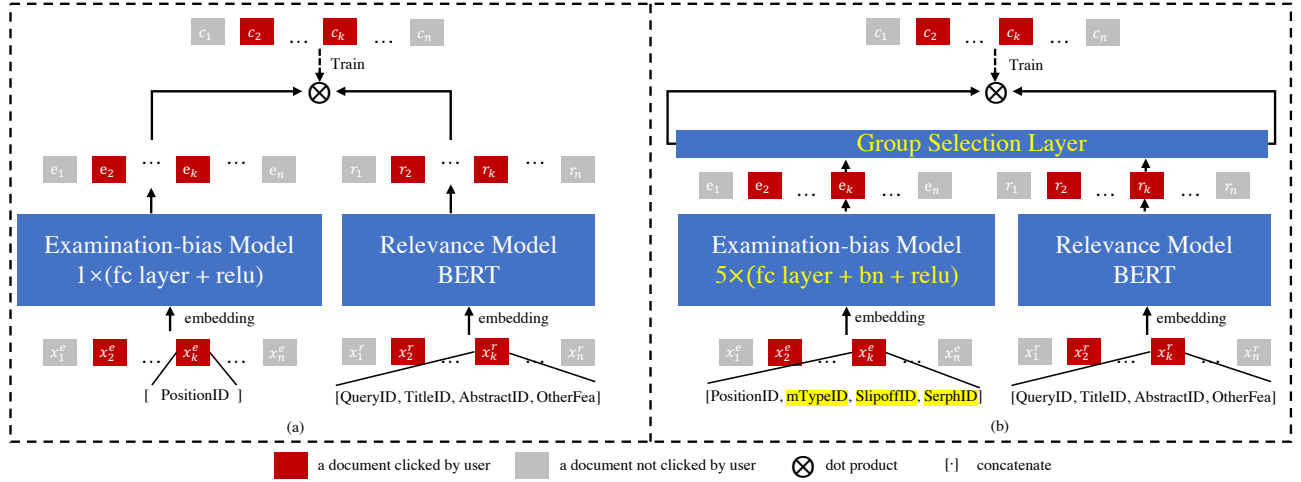 c₁ c₂ … cₖ … cₙ
Train
e₁ e₂ … eₖ … eₙ
r₁ r₂ … rₖ … rₙ
Examination-bias Model
1×(fc layer + relu)
Relevance Model
BERT
embedding
embedding
x₁ᵉ x₂ᵉ … xₖᵉ … xₙᵉ
x₁ʳ x₂ʳ … xₖʳ … xₙʳ
[ PositionID ]
[QueryID, TitleID, AbstractID, OtherFea]
(a)
c₁ c₂ … cₖ … cₙ
Train
Group Selection Layer
e₁ e₂ … eₖ … eₙ
r₁ r₂ … rₖ … rₙ
Examination-bias Model
5×(fc layer + bn + relu)
Relevance Model
BERT
embedding
embedding
x₁ᵉ x₂ᵉ … xₖᵉ … xₙᵉ
x₁ʳ x₂ʳ … xₖʳ … xₙʳ
[PositionID, mTypeID, SlipoffID, SerphID]
[QueryID, TitleID, AbstractID, OtherFea]
(b)
a document clicked by user
a document not clicked by user
dot product
[·] concatenate